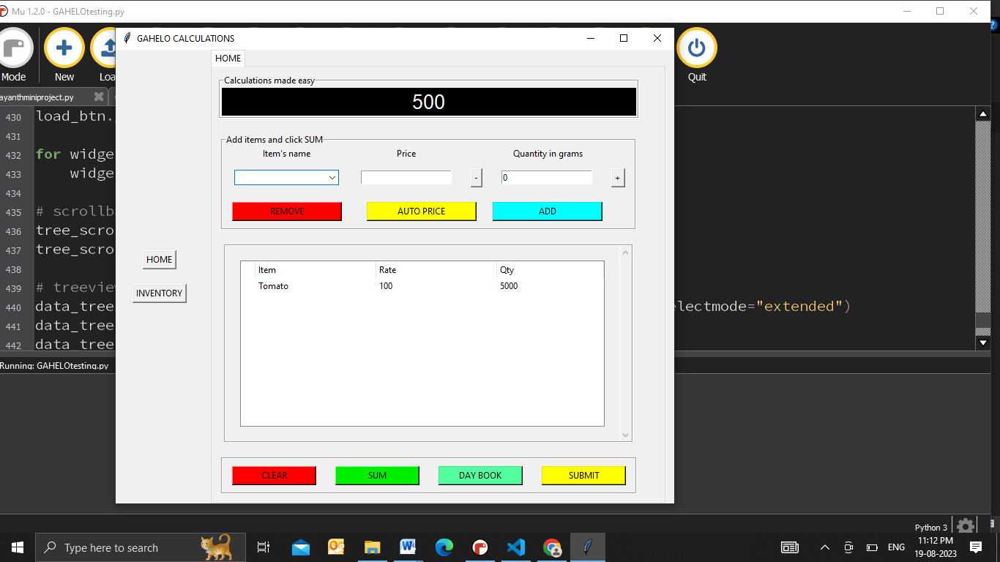 Mu 1.2.0 - GAHELOtesting.py
GAHELO CALCULATIONS
Mode
New
Loa
Quit
HOME
ayanthminiproject.py
Calculations made easy
500
Add items and click SUM
Item's name Price Quantity in grams
- 0 +
REMOVE AUTO PRICE ADD
HOME
INVENTORY
Item Rate Qty
Tomato 100 5000
CLEAR SUM DAY BOOK SUBMIT
430 load_btn.
431
432 for widge
433 widge
434
435 # scrollb
436 tree_scro
437 tree_scro
438
439 # treeview
440 data_tree electmode="extended")
441 data_tree
442 data_tree
Running: GAHELOtesting.py
Python 3
Type here to search
ENG
11:12 PM
19-08-2023